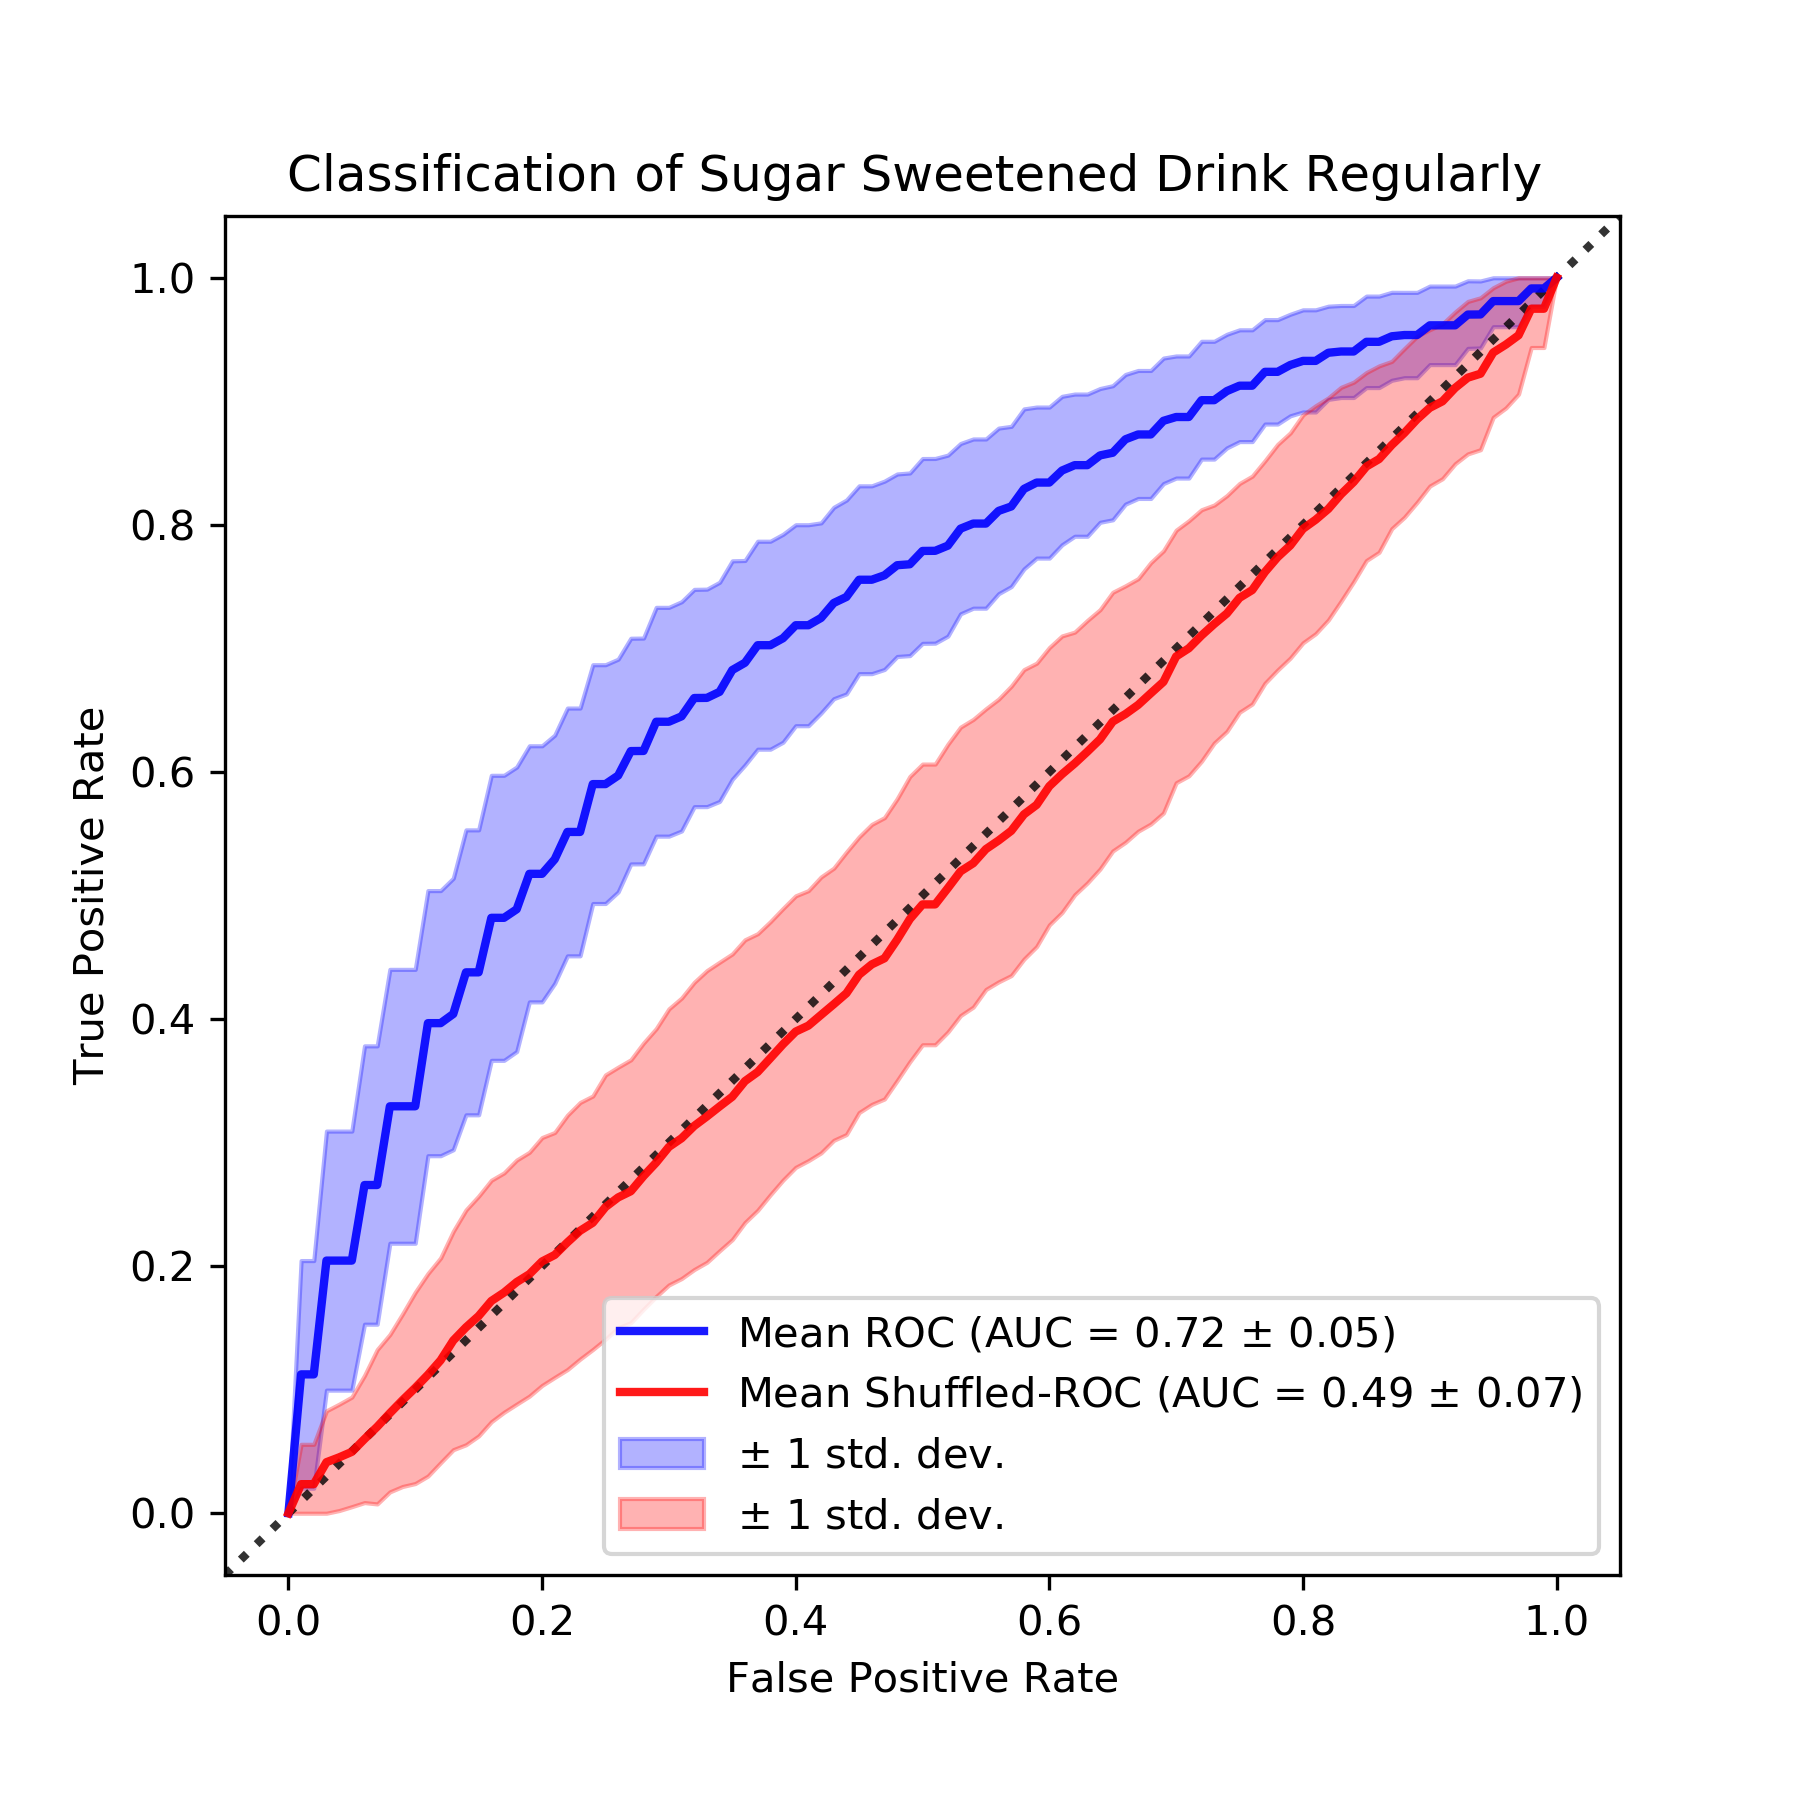 Classification of Sugar Sweetened Drink Regularly
1.0
0.8
0.6
0.4
0.2
0.0
True Positive Rate
Mean ROC (AUC = 0.72 ± 0.05)
Mean Shuffled-ROC (AUC = 0.49 ± 0.07)
± 1 std. dev.
± 1 std. dev.
0.0 0.2 0.4 0.6 0.8 1.0
False Positive Rate